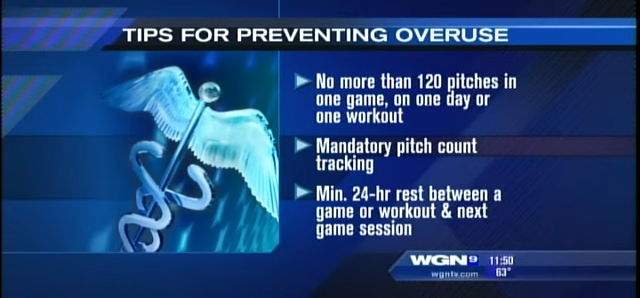 TIPS FOR PREVENTING OVERUSE
No more than 120 pitches in
one game, on one day or
one workout
Mandatory pitch count
tracking
Min. 24-hr rest between a
game or workout & next
game session
WGN9 11:50
wgntv.com 63°